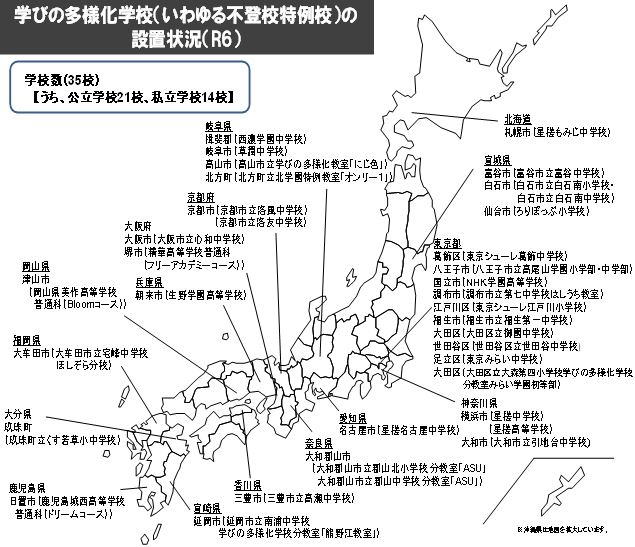 学びの多様化学校(いわゆる不登校特例校)の
設置状況(R6)
学校数(35校)
【うち、公立学校21校、私立学校14校】
北海道
札幌市〔星槎もみじ中学校〕
宮城県
富谷市〔富谷市立富谷中学校〕
白石市〔白石市立白石南小学校・
白石市立白石南中学校〕
仙台市〔ろりぽっぷ小学校〕
東京都
葛飾区〔東京シューレ葛飾中学校〕
八王子市〔八王子市立高尾山学園小学部・中学部〕
国立市〔NHK学園高等学校〕
調布市〔調布市立第七中学校はしうち教室〕
江戸川区〔東京シューレ江戸川小学校〕
福生市〔福生市立福生第一中学校〕
大田区〔大田区立御園中学校〕
世田谷区〔世田谷区立世田谷中学校〕
足立区〔東京みらい中学校〕
大田区〔大田区立大森第四小学校学びの多様化学校
分教室みらい学園初等部〕
神奈川県
横浜市〔星槎中学校〕
〔星槎高等学校〕
大和市〔大和市立引地台中学校〕
岐阜県
揖斐郡〔西濃学園中学校〕
岐阜市〔草潤中学校〕
高山市〔高山市立学びの多様化教室「にじ色」〕
北方町〔北方町立北学園特例教室「オンリー1」〕
京都府
京都市〔京都市立洛風中学校〕
〔京都市立洛友中学校〕
大阪府
大阪市〔大阪市立心和中学校〕
堺市〔精華高等学校普通科
(フリーアカデミーコース)〕
兵庫県
朝来市〔生野学園高等学校〕
岡山県
津山市
〔岡山県美作高等学校
普通科(Bloomコース)〕
福岡県
大牟田市〔大牟田市立宅峰中学校
ほしぞら分校〕
大分県
玖珠町
〔玖珠町立くす若草小中学校〕
鹿児島県
日置市〔鹿児島城西高等学校
普通科(ドリームコース)〕
宮崎県
延岡市〔延岡市立南浦中学校
学びの多様化学校分教室「熊野江教室」〕
香川県
三豊市〔三豊市立高瀬中学校〕
奈良県
大和郡山市
〔大和郡山市立郡山北小学校分教室「ASU」
大和郡山市立郡山中学校分教室「ASU」〕
愛知県
名古屋市〔星槎名古屋中学校〕
※沖縄県は地図を拡大しています。